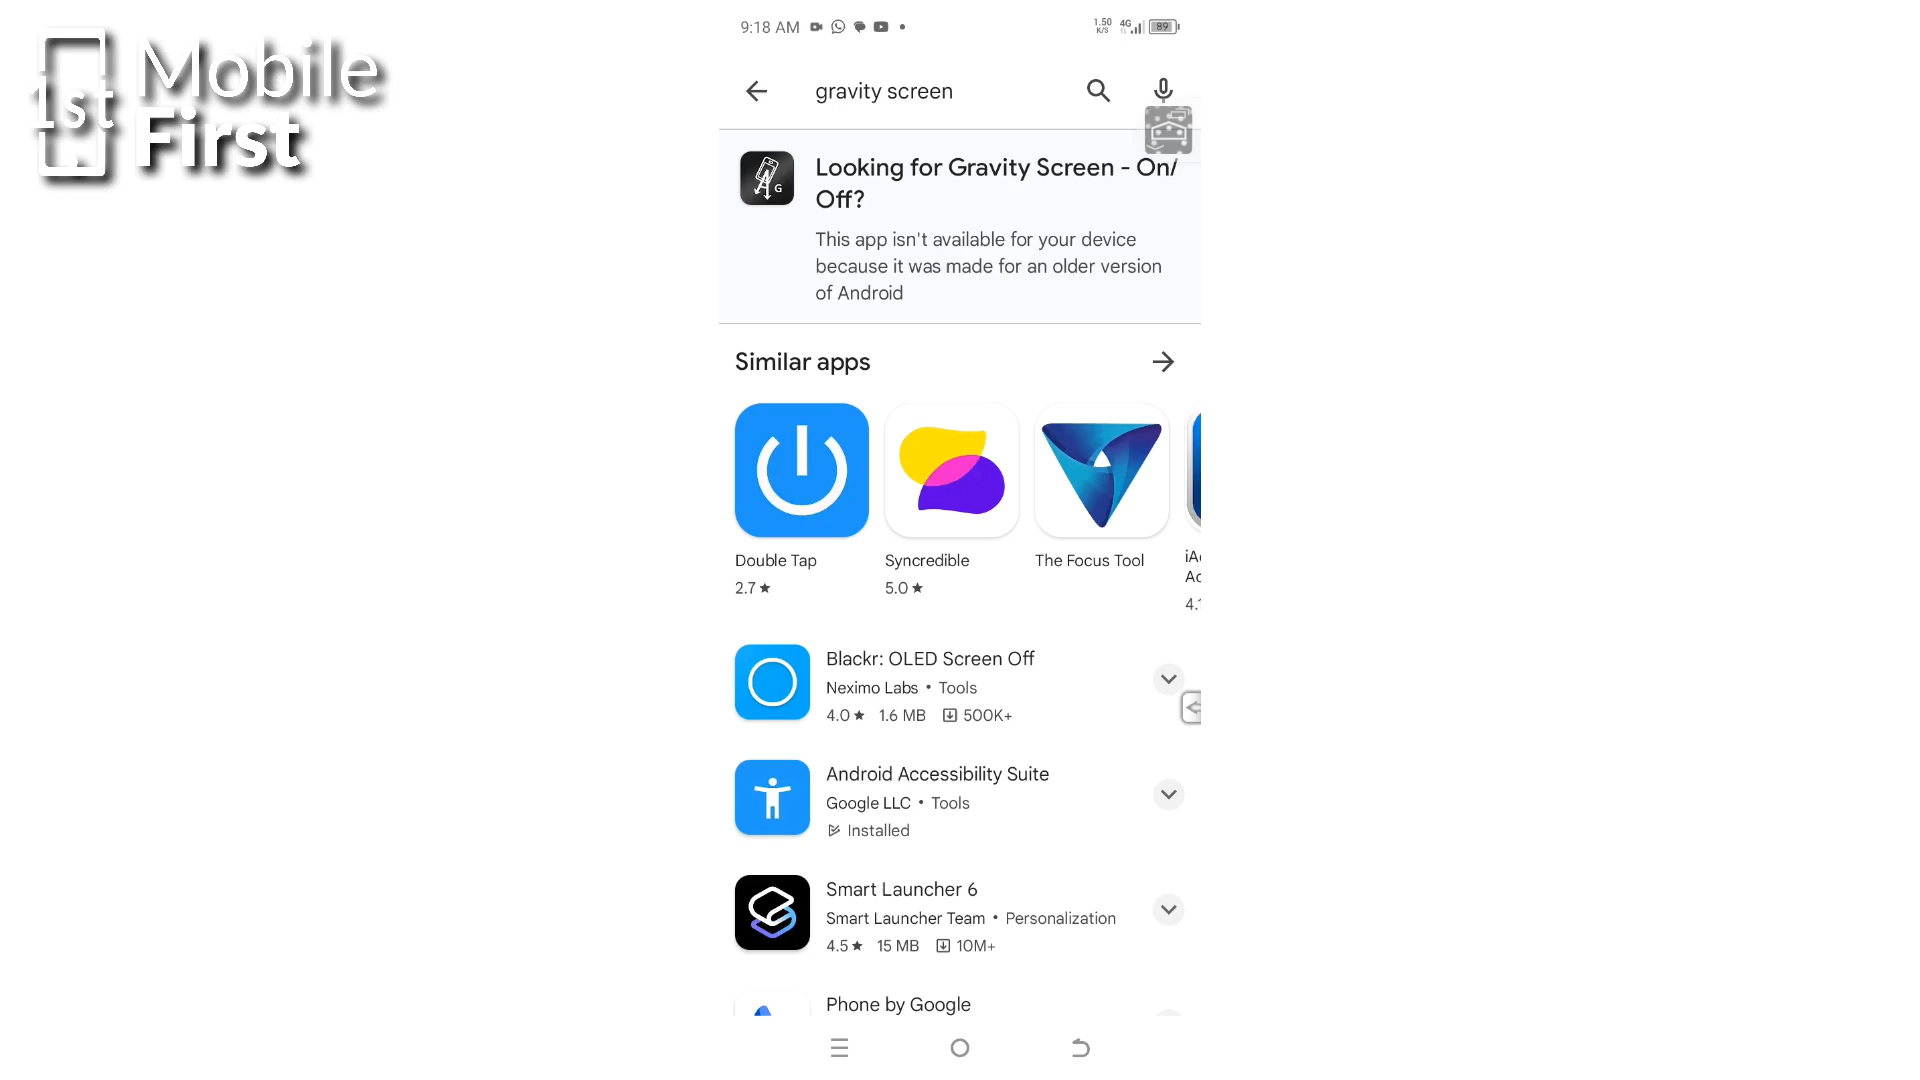 1st
Mobile
First
9:18 AM
1.50
K/S
4G
89
gravity screen
Looking for Gravity Screen - On/
Off?
This app isn't available for your device
because it was made for an older version
of Android
G
Similar apps
Double Tap
2.7★
Syncredible
5.0★
The Focus Tool
Blackr: OLED Screen Off
Neximo Labs • Tools
4.0★ 1.6 MB 500K+
Android Accessibility Suite
Google LLC • Tools
Installed
Smart Launcher 6
Smart Launcher Team • Personalization
4.5★ 15 MB 10M+
Phone by Google